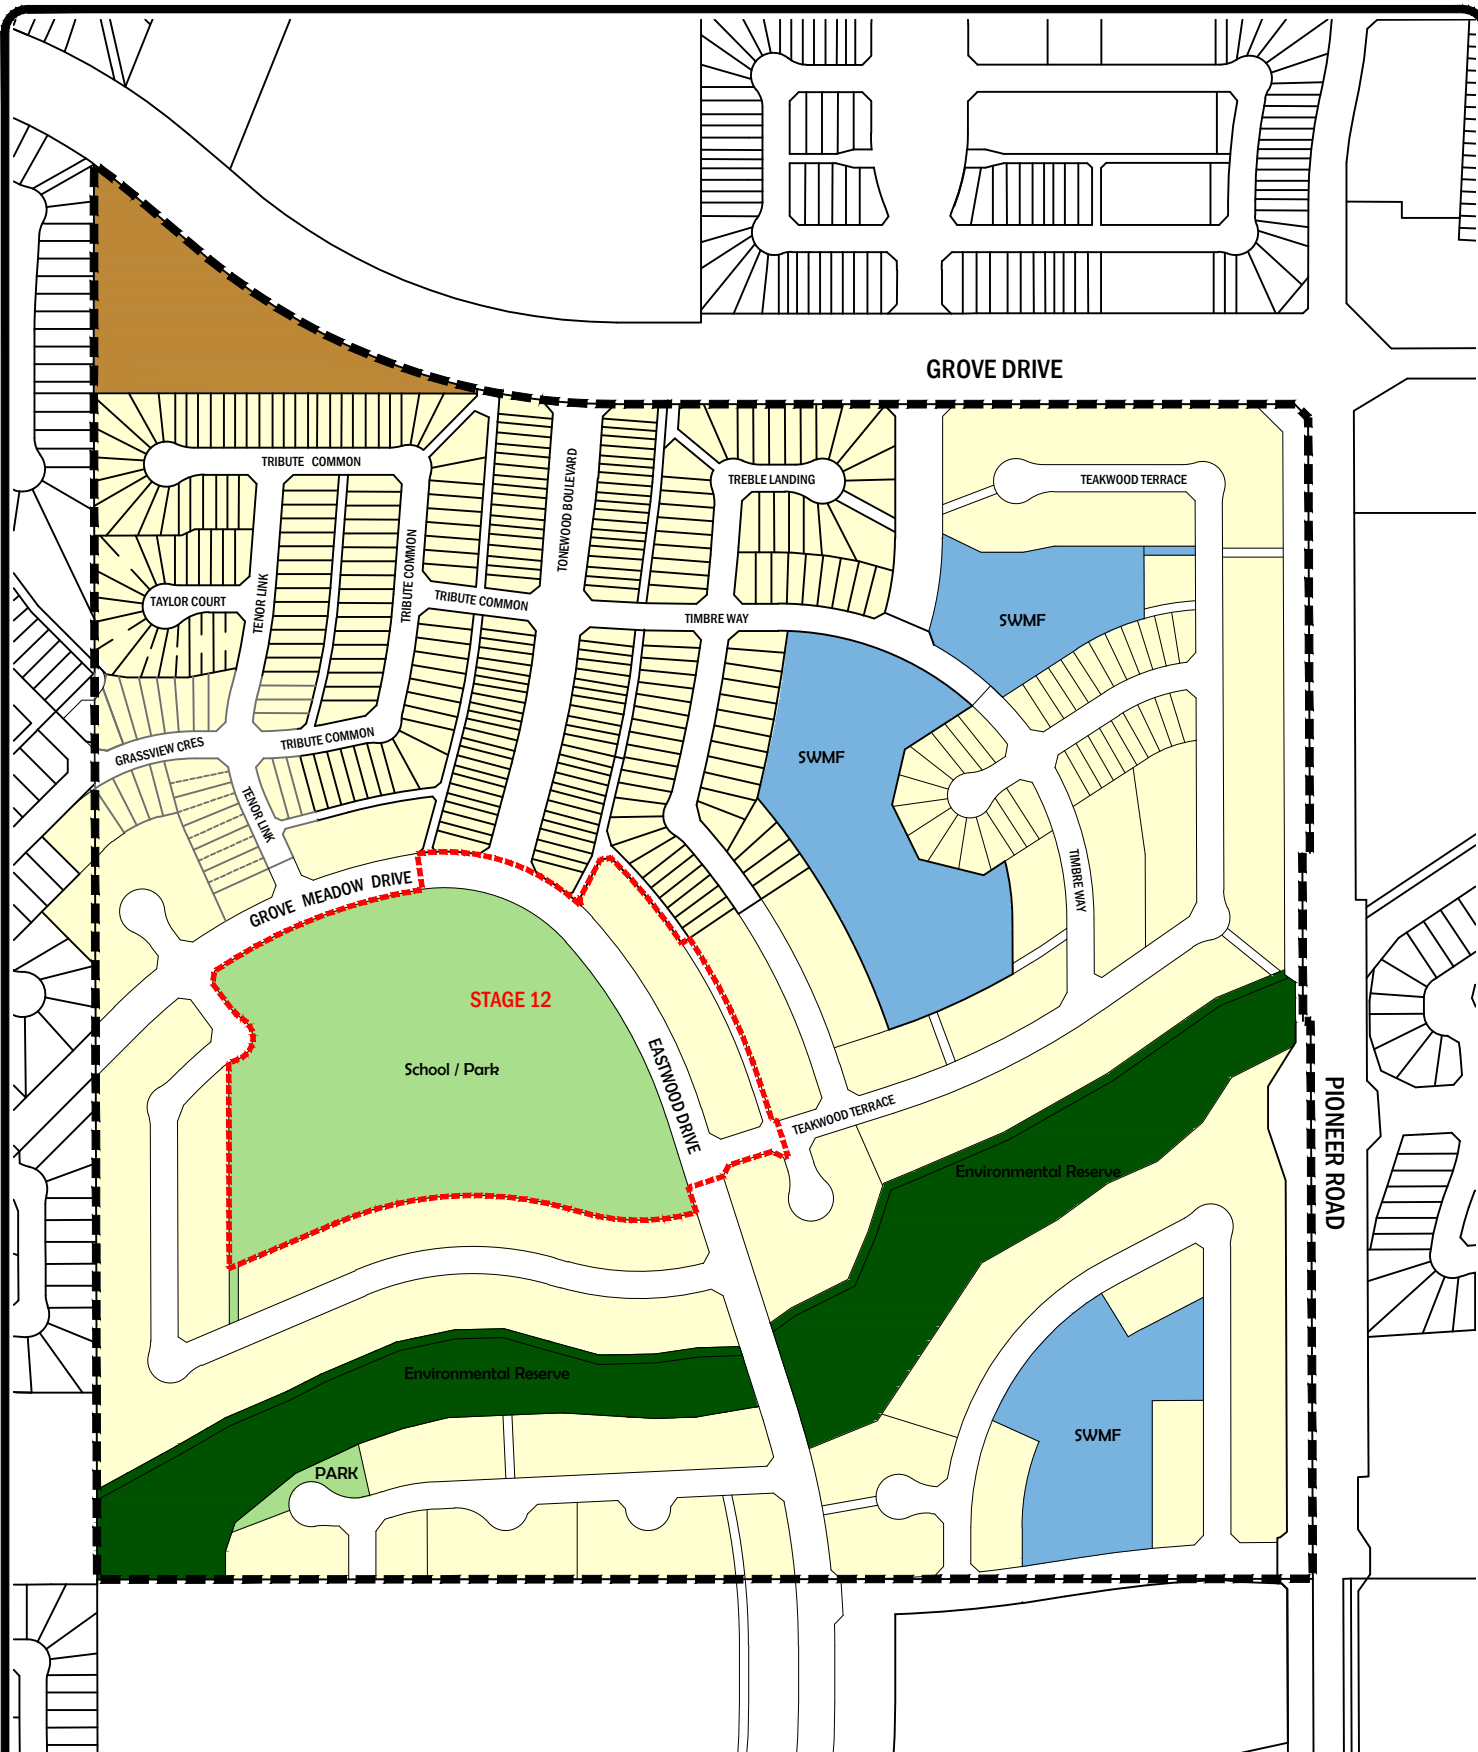 GROVE DRIVE
TRIBUTE COMMON
TONEWOOD BOULEVARD
TREBLE LANDING
TEAKWOOD TERRACE
TRIBUTE COMMON
TENOR LINK
TAYLOR COURT
TRIBUTE COMMON
TIMBRE WAY
SWMF
GRASSVIEW CRES
TRIBUTE COMMON
SWMF
TENOR LINK
TIMBRE WAY
GROVE MEADOW DRIVE
STAGE 12
School / Park
EASTWOOD DRIVE
TEAKWOOD TERRACE
PIONEER ROAD
Environmental Reserve
Environmental Reserve
SWMF
PARK